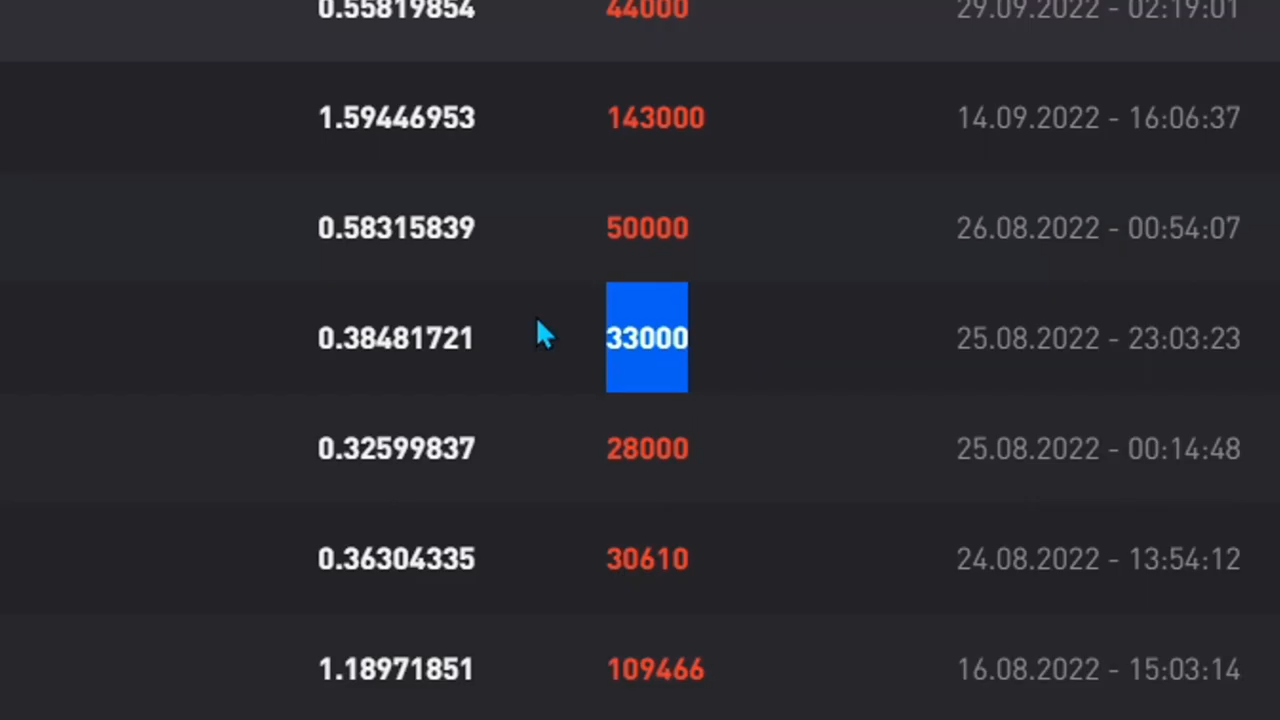 0.55819854 44000 29.09.2022 - 02:19:01
1.59446953 143000 14.09.2022 - 16:06:37
0.58315839 50000 26.08.2022 - 00:54:07
0.38481721 33000 25.08.2022 - 23:03:23
0.32599837 28000 25.08.2022 - 00:14:48
0.36304335 30610 24.08.2022 - 13:54:12
1.18971851 109466 16.08.2022 - 15:03:14